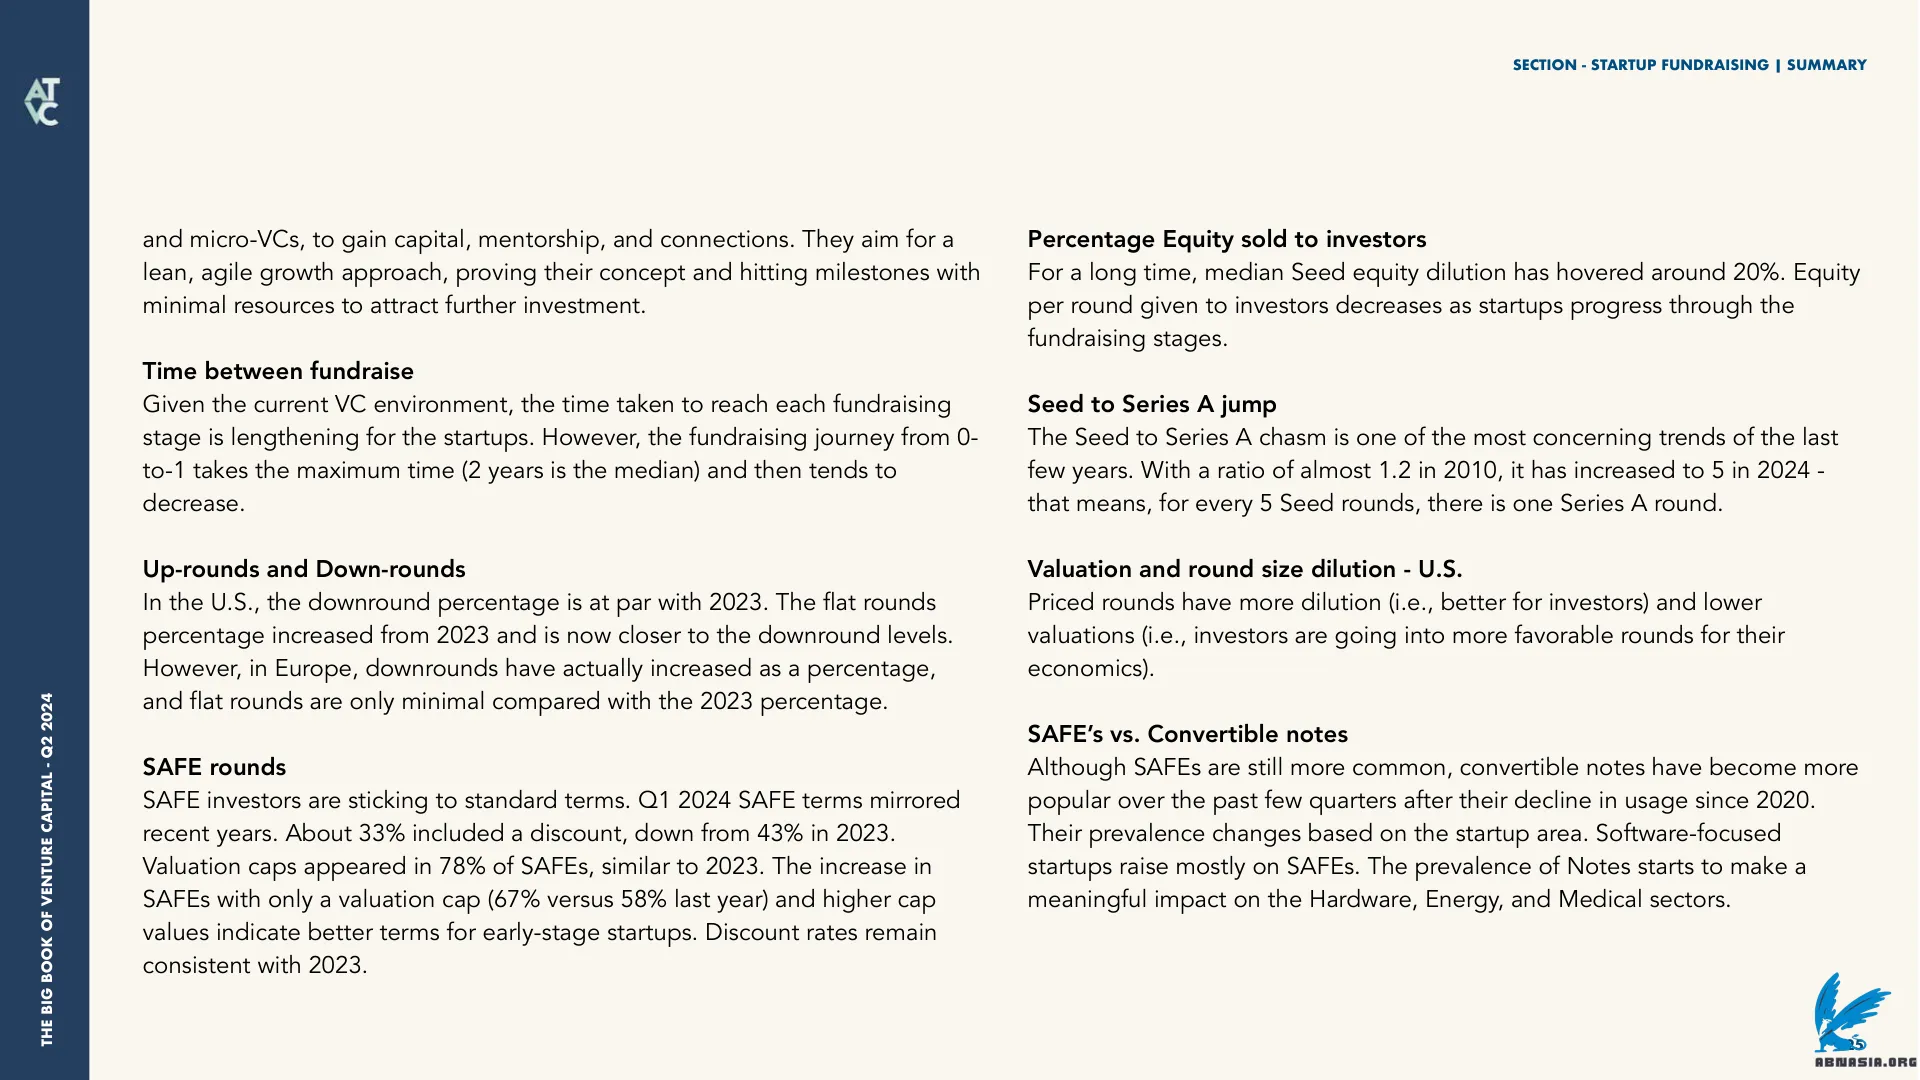 AT
VC
SECTION - STARTUP FUNDRAISING | SUMMARY
and micro-VCs, to gain capital, mentorship, and connections. They aim for a
lean, agile growth approach, proving their concept and hitting milestones with
minimal resources to attract further investment.
Time between fundraise
Given the current VC environment, the time taken to reach each fundraising
stage is lengthening for the startups. However, the fundraising journey from 0-
to-1 takes the maximum time (2 years is the median) and then tends to
decrease.
Up-rounds and Down-rounds
In the U.S., the downround percentage is at par with 2023. The flat rounds
percentage increased from 2023 and is now closer to the downround levels.
However, in Europe, downrounds have actually increased as a percentage,
and flat rounds are only minimal compared with the 2023 percentage.
SAFE rounds
SAFE investors are sticking to standard terms. Q1 2024 SAFE terms mirrored
recent years. About 33% included a discount, down from 43% in 2023.
Valuation caps appeared in 78% of SAFEs, similar to 2023. The increase in
SAFEs with only a valuation cap (67% versus 58% last year) and higher cap
values indicate better terms for early-stage startups. Discount rates remain
consistent with 2023.
Percentage Equity sold to investors
For a long time, median Seed equity dilution has hovered around 20%. Equity
per round given to investors decreases as startups progress through the
fundraising stages.
Seed to Series A jump
The Seed to Series A chasm is one of the most concerning trends of the last
few years. With a ratio of almost 1.2 in 2010, it has increased to 5 in 2024 -
that means, for every 5 Seed rounds, there is one Series A round.
Valuation and round size dilution - U.S.
Priced rounds have more dilution (i.e., better for investors) and lower
valuations (i.e., investors are going into more favorable rounds for their
economics).
SAFE’s vs. Convertible notes
Although SAFEs are still more common, convertible notes have become more
popular over the past few quarters after their decline in usage since 2020.
Their prevalence changes based on the startup area. Software-focused
startups raise mostly on SAFEs. The prevalence of Notes starts to make a
meaningful impact on the Hardware, Energy, and Medical sectors.
THE BIG BOOK OF VENTURE CAPITAL - Q2 2024
25
ABNASIA.ORG